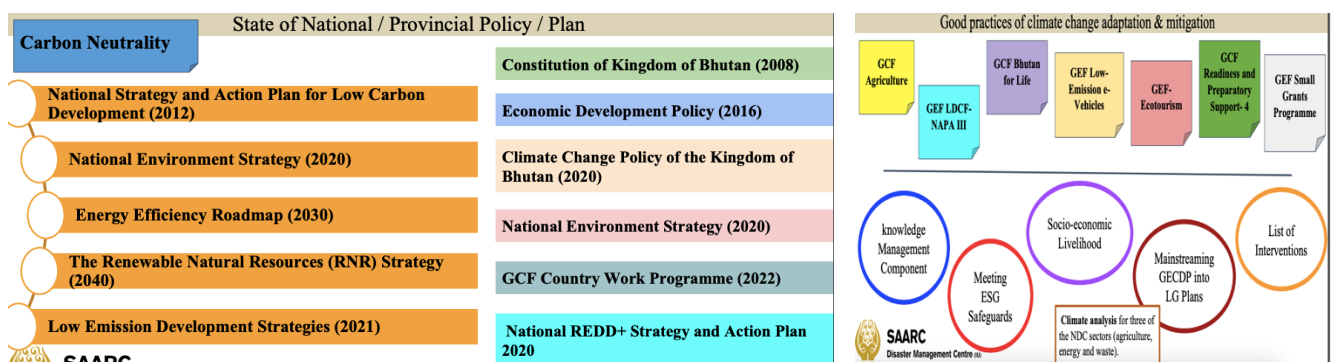 State of National / Provincial Policy / Plan
Carbon Neutrality
National Strategy and Action Plan for Low Carbon
Development (2012)
National Environment Strategy (2020)
Energy Efficiency Roadmap (2030)
The Renewable Natural Resources (RNR) Strategy
(2040)
Low Emission Development Strategies (2021)
SAARC
Constitution of Kingdom of Bhutan (2008)
Economic Development Policy (2016)
Climate Change Policy of the Kingdom of
Bhutan (2020)
National Environment Strategy (2020)
GCF Country Work Programme (2022)
National REDD+ Strategy and Action Plan
2020
Good practices of climate change adaptation & mitigation
GCF
Agriculture
GEF LDCF-
NAPA III
GCF Bhutan
for Life
GEF Low-
Emission e-
Vehicles
GEF-
Ecotourism
GCF
Readiness and
Preparatory
Support- 4
GEF Small
Grants
Programme
knowledge
Management
Component
Meeting
ESG
Safeguards
Socio-economic
Livelihood
Mainstreaming
GECDP into
LG Plans
List of
Interventions
Climate analysis for three of
the NDC sectors (agriculture,
energy and waste).
SAARC
Disaster Management Centre